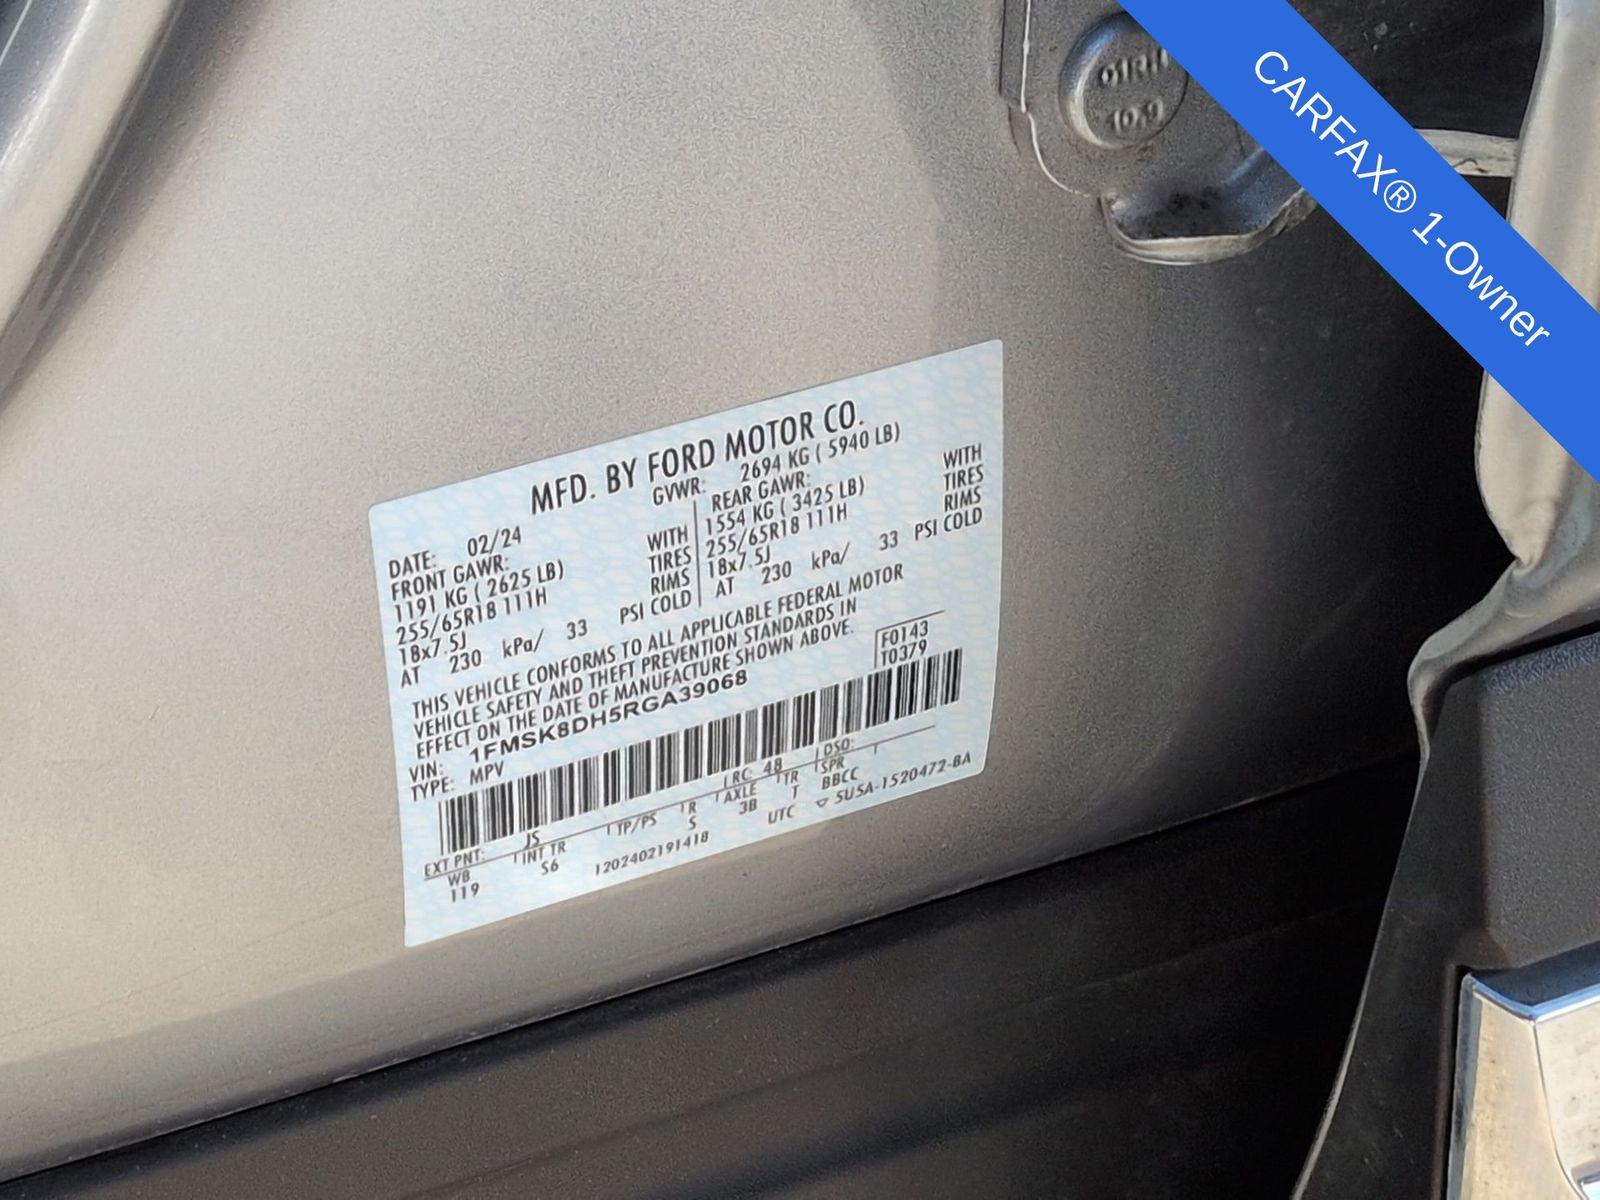 CARFAX® 1-Owner
10.9
MFD. BY FORD MOTOR CO.
DATE: 02/24 GVWR: 2694 KG ( 5940 LB)
FRONT GAWR: REAR GAWR:
1191 KG ( 2625 LB) WITH 1554 KG ( 3425 LB) WITH
255/65R18 111H TIRES 255/65R18 111H TIRES
18x7.5J RIMS 18x7.5J RIMS
AT 230 kPa/ 33 PSI COLD AT 230 kPa/ 33 PSI COLD
THIS VEHICLE CONFORMS TO ALL APPLICABLE FEDERAL MOTOR
VEHICLE SAFETY AND THEFT PREVENTION STANDARDS IN
EFFECT ON THE DATE OF MANUFACTURE SHOWN ABOVE.
VIN: 1FMSK8DH5RGA39068 F0143
TYPE: MPV T0379
EXT PNT: JS RC: 48 DSO:
WB INT TR TP/PS R AXLE TR SPR
119 S6 S 3B T BBCC
1202402191418 UTC ▽ 5U5A-1520472-BA